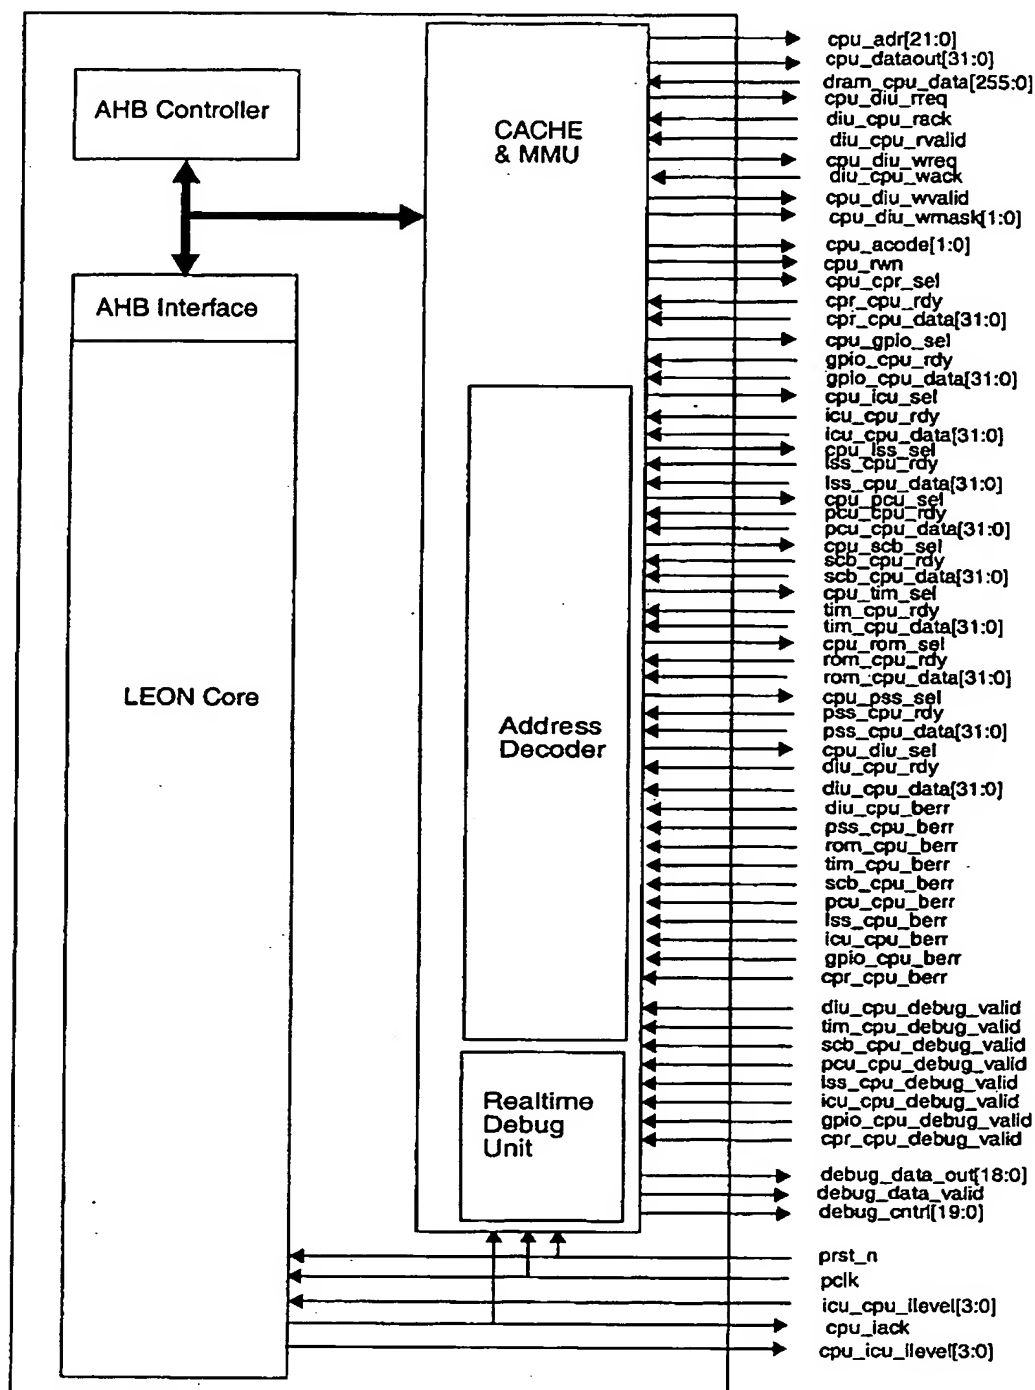 AHB Controller
AHB Interface
LEON Core
CACHE
& MMU
Address
Decoder
Realtime
Debug
Unit
cpu_adr[21:0]
cpu_dataout[31:0]
dram_cpu_data[255:0]
cpu_diu_rreq
diu_cpu_rack
diu_cpu_rvalid
cpu_diu_wreq
diu_cpu_wack
cpu_diu_wvalid
cpu_diu_wmask[1:0]
cpu_acode[1:0]
cpu_rwn
cpu_cpr_sel
cpr_cpu_rdy
cpr_cpu_data[31:0]
cpu_gpio_sel
gpio_cpu_rdy
gpio_cpu_data[31:0]
cpu_icu_sel
icu_cpu_rdy
icu_cpu_data[31:0]
cpu_lss_sel
lss_cpu_rdy
lss_cpu_data[31:0]
cpu_pcu_sel
pcu_cpu_rdy
pcu_cpu_data[31:0]
cpu_scb_sel
scb_cpu_rdy
scb_cpu_data[31:0]
cpu_tim_sel
tim_cpu_rdy
tim_cpu_data[31:0]
cpu_rom_sel
rom_cpu_rdy
rom_cpu_data[31:0]
cpu_pss_sel
pss_cpu_rdy
pss_cpu_data[31:0]
cpu_diu_sel
diu_cpu_rdy
diu_cpu_data[31:0]
diu_cpu_berr
pss_cpu_berr
rom_cpu_berr
tim_cpu_berr
scb_cpu_berr
pcu_cpu_berr
lss_cpu_berr
icu_cpu_berr
gpio_cpu_berr
cpr_cpu_berr
diu_cpu_debug_valid
tim_cpu_debug_valid
scb_cpu_debug_valid
pcu_cpu_debug_valid
lss_cpu_debug_valid
icu_cpu_debug_valid
gpio_cpu_debug_valid
cpr_cpu_debug_valid
debug_data_out[18:0]
debug_data_valid
debug_cntrl[19:0]
prst_n
pclk
icu_cpu_ilevel[3:0]
cpu_iack
cpu_icu_ilevel[3:0]